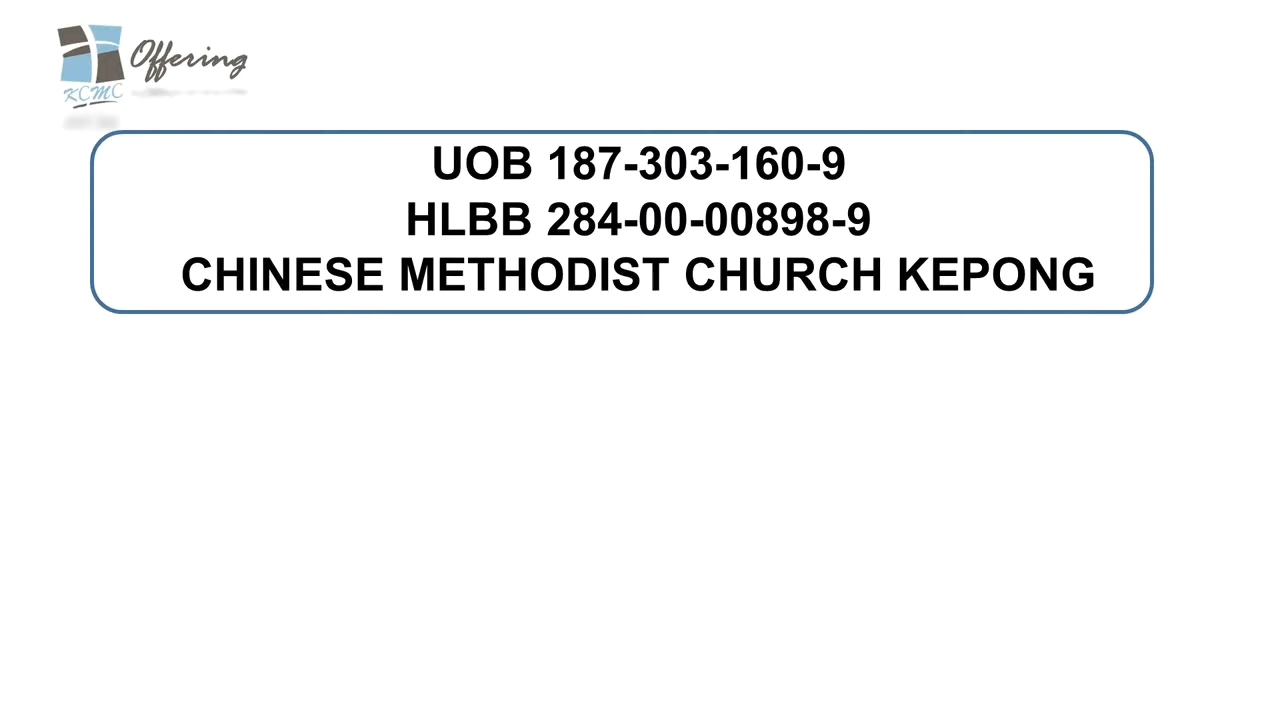 Offering
KCMC
UOB 187-303-160-9
HLBB 284-00-00898-9
CHINESE METHODIST CHURCH KEPONG